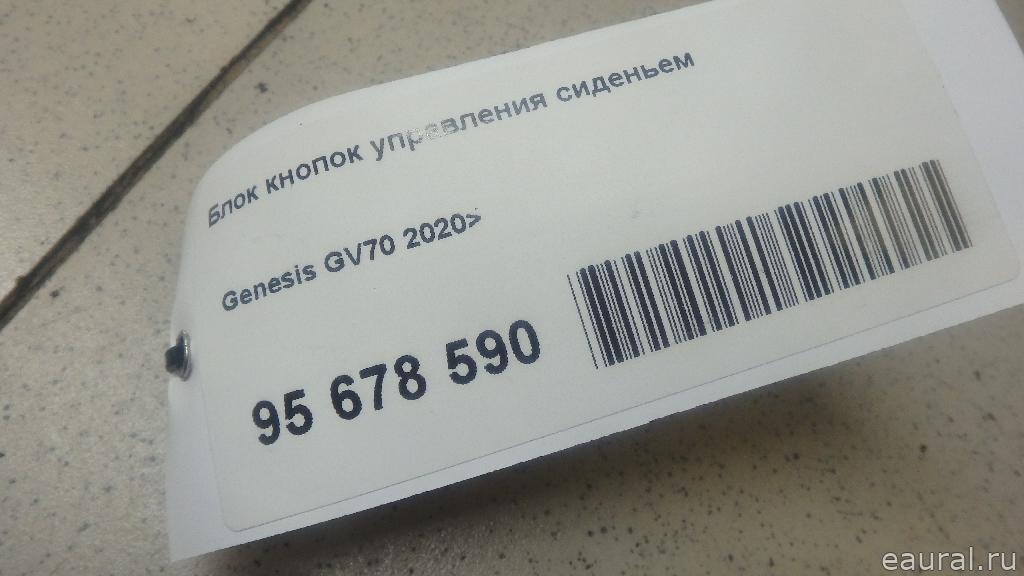 Блок кнопок управления сиденьем
Genesis GV70 2020>
95 678 590
eaural.ru